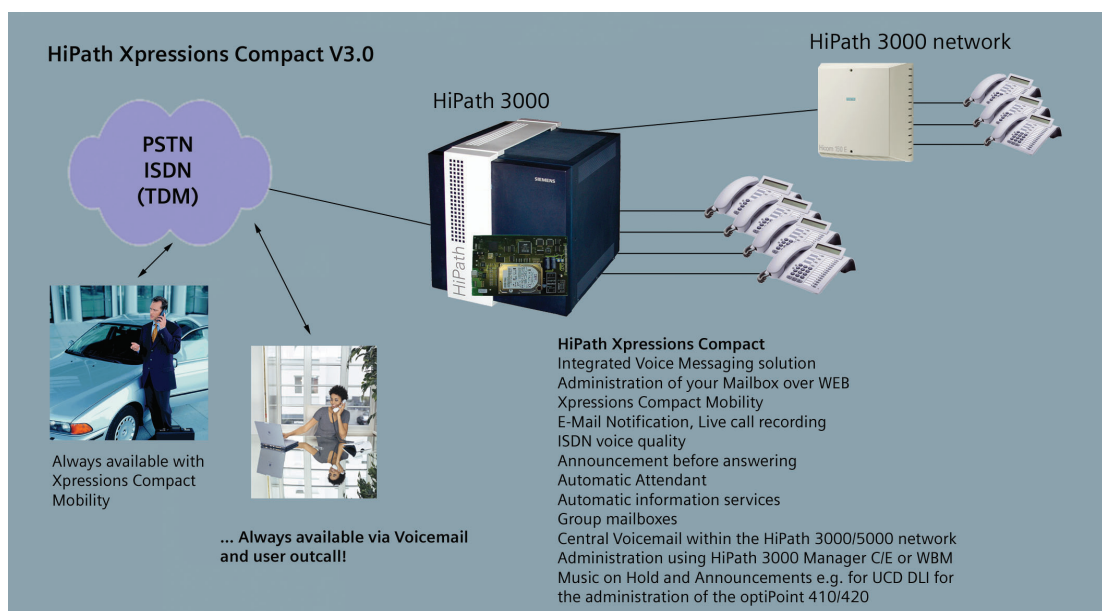 HiPath Xpressions Compact V3.0
HiPath 3000 network
HiPath 3000
PSTN
ISDN
(TDM)
SIEMENS
HiPath
Always available with
Xpressions Compact
Mobility
... Always available via Voicemail
and user outcall!
HiPath Xpressions Compact
Integrated Voice Messaging solution
Administration of your Mailbox over WEB
Xpressions Compact Mobility
E-Mail Notification, Live call recording
ISDN voice quality
Announcement before answering
Automatic Attendant
Automatic information services
Group mailboxes
Central Voicemail within the HiPath 3000/5000 network
Administration using HiPath 3000 Manager C/E or WBM
Music on Hold and Announcements e.g. for UCD DLI for
the administration of the optiPoint 410/420